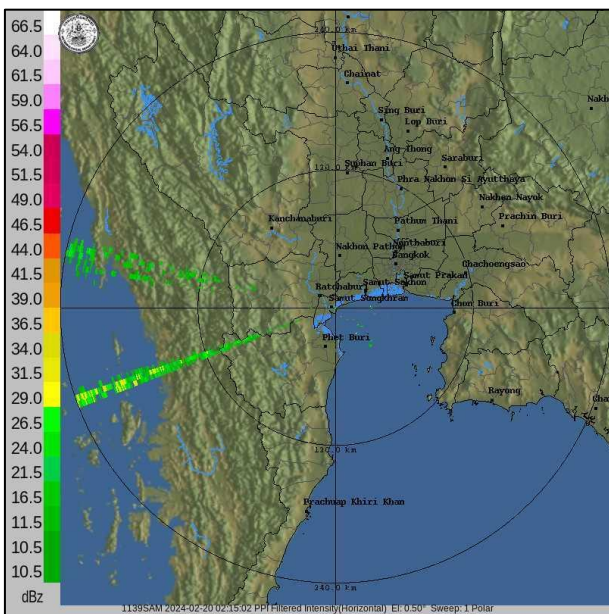 66.5
64.0
61.5
59.0
56.5
54.0
51.5
49.0
46.5
44.0
41.5
39.0
36.5
34.0
31.5
29.0
26.5
24.0
21.5
16.5
11.5
10.5
dBz
Uthai Thani
Chainat
Sing Buri
Lop Buri
Ang Thong
Saraburi
Suphan Buri
Phra Nakhon Si Ayutthaya
Nakhon Nayok
Prachin Buri
Kanchanaburi
Pathum Thani
Nonthaburi
Nakhon Pathom
Bangkok
Chachoengsao
Samut Prakan
Samut Sakhon
Ratchaburi
Samut Songkhram
Chon Buri
Phet Buri
Rayong
Cha
Nakh
120.0 km
Prachuap Khiri Khan
240.0 km
1139SAM 2024-02-20 02:15:02 PPI Filtered Intensity(Horizontal) El: 0.50° Sweep: 1 Polar